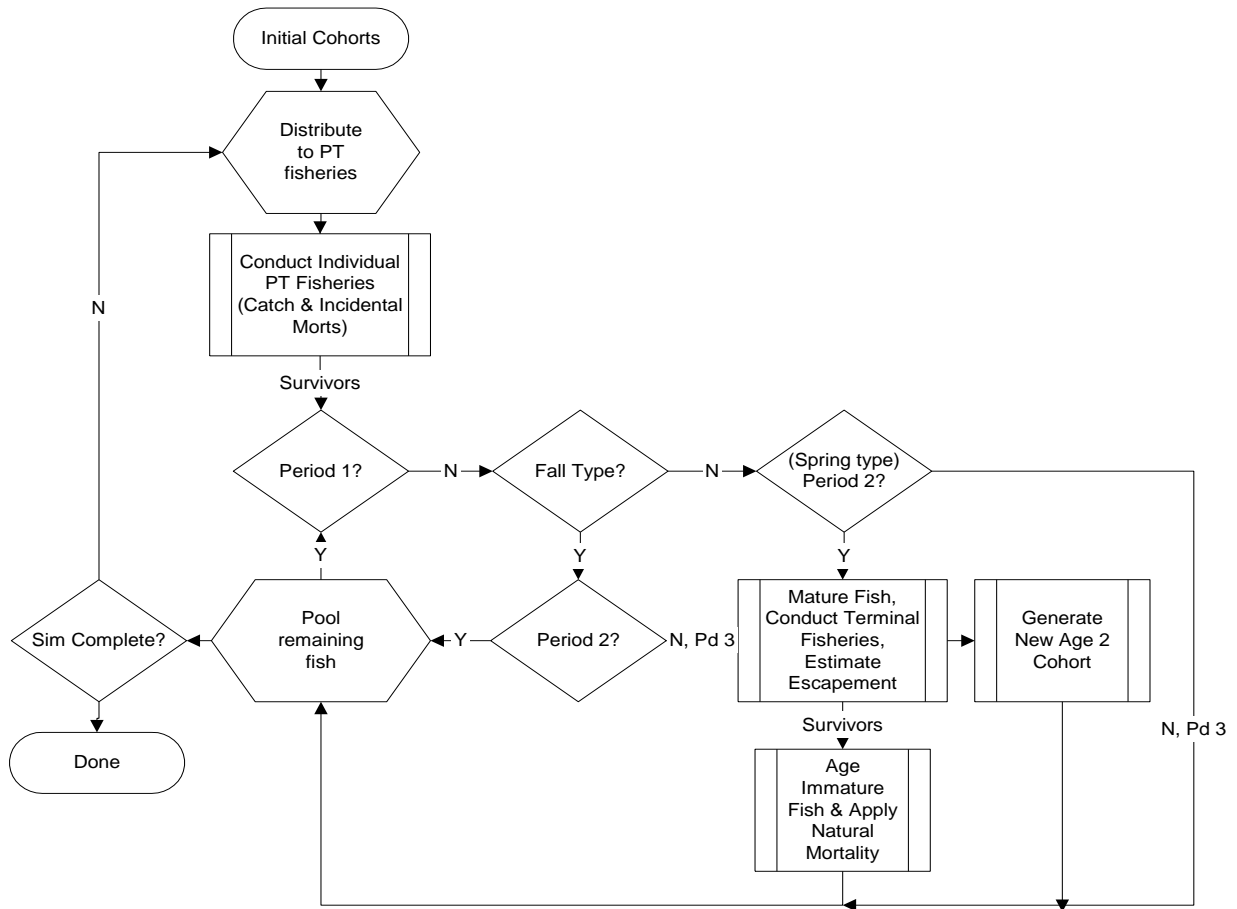 Initial Cohorts
Distribute
to PT
fisheries
Conduct Individual
PT Fisheries
(Catch & Incidental
Morts)
N
Survivors
Period 1?
N
Fall Type?
N
(Spring type)
Period 2?
Y
Y
Y
Sim Complete?
Pool
remaining
fish
Y
Period 2?
N, Pd 3
Mature Fish,
Conduct Terminal
Fisheries,
Estimate
Escapement
Generate
New Age 2
Cohort
Survivors
N, Pd 3
Done
Age
Immature
Fish & Apply
Natural
Mortality